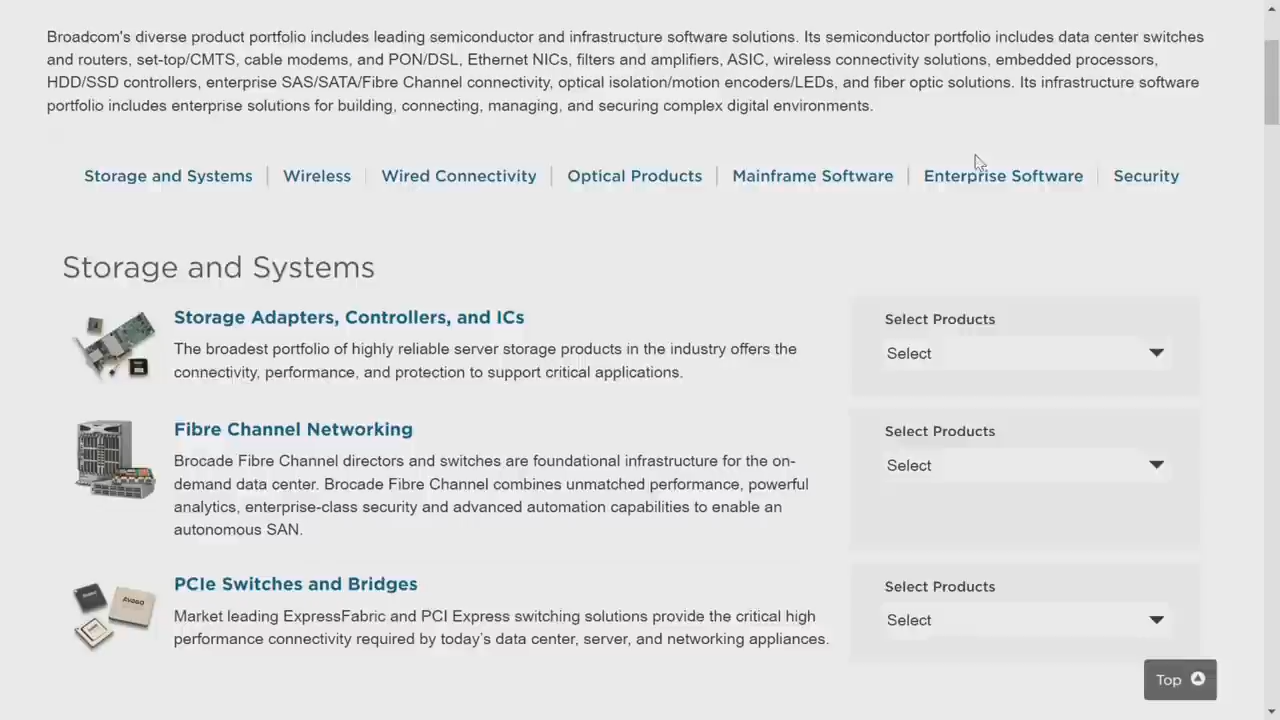 Broadcom's diverse product portfolio includes leading semiconductor and infrastructure software solutions. Its semiconductor portfolio includes data center switches
and routers, set-top/CMTS, cable modems, and PON/DSL, Ethernet NICs, filters and amplifiers, ASIC, wireless connectivity solutions, embedded processors,
HDD/SSD controllers, enterprise SAS/SATA/Fibre Channel connectivity, optical isolation/motion encoders/LEDs, and fiber optic solutions. Its infrastructure software
portfolio includes enterprise solutions for building, connecting, managing, and securing complex digital environments.
Storage and Systems | Wireless | Wired Connectivity | Optical Products | Mainframe Software | Enterprise Software | Security
Storage and Systems
Storage Adapters, Controllers, and ICs
The broadest portfolio of highly reliable server storage products in the industry offers the
connectivity, performance, and protection to support critical applications.
Select Products
Select
Fibre Channel Networking
Brocade Fibre Channel directors and switches are foundational infrastructure for the on-
demand data center. Brocade Fibre Channel combines unmatched performance, powerful
analytics, enterprise-class security and advanced automation capabilities to enable an
autonomous SAN.
Select Products
Select
AVAGO
PCIe Switches and Bridges
Market leading ExpressFabric and PCI Express switching solutions provide the critical high
performance connectivity required by today's data center, server, and networking appliances.
Select Products
Select
Top